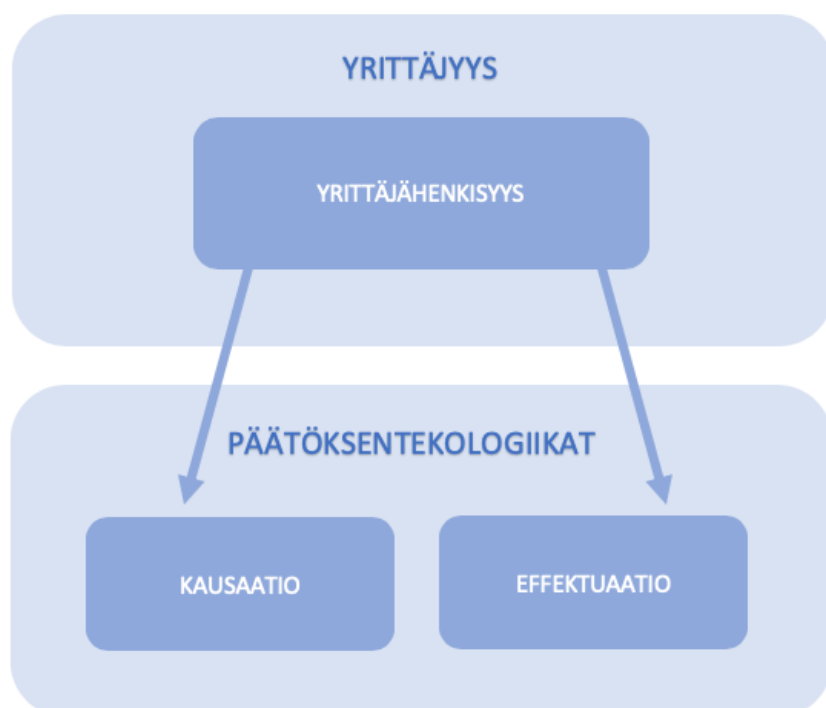 YRITTÄJYYS
YRITTÄJÄHENKISYYS
PÄÄTÖKSENTEKOLOGIIKAT
KAUSAATIO
EFFEKTUAATIO